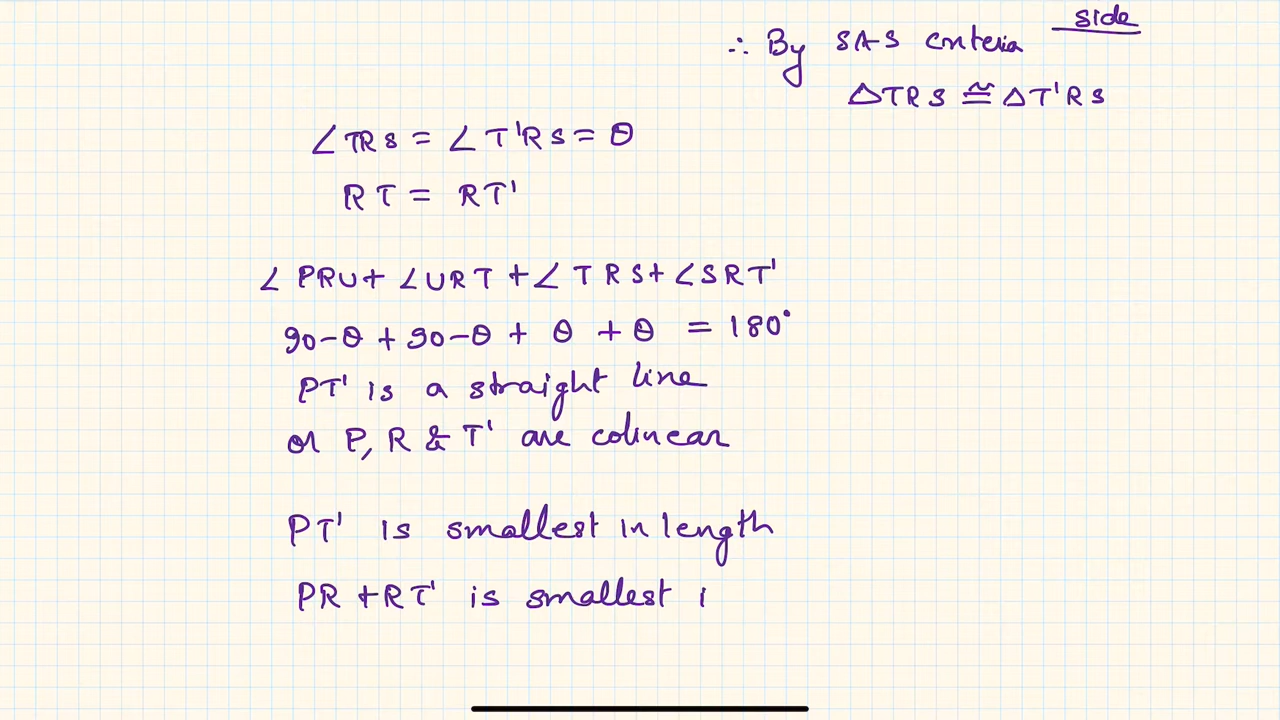 side
∴ By SAS criteria
△TRS ≅ △T'RS
∠TRS = ∠T'RS = θ
RT = RT'
∠PRU + ∠URT + ∠TRS + ∠SRT'
90-θ + 90-θ + θ + θ = 180°
PT' is a straight line
or P, R & T' are colinear
PT' is smallest in length
PR + RT' is smallest i